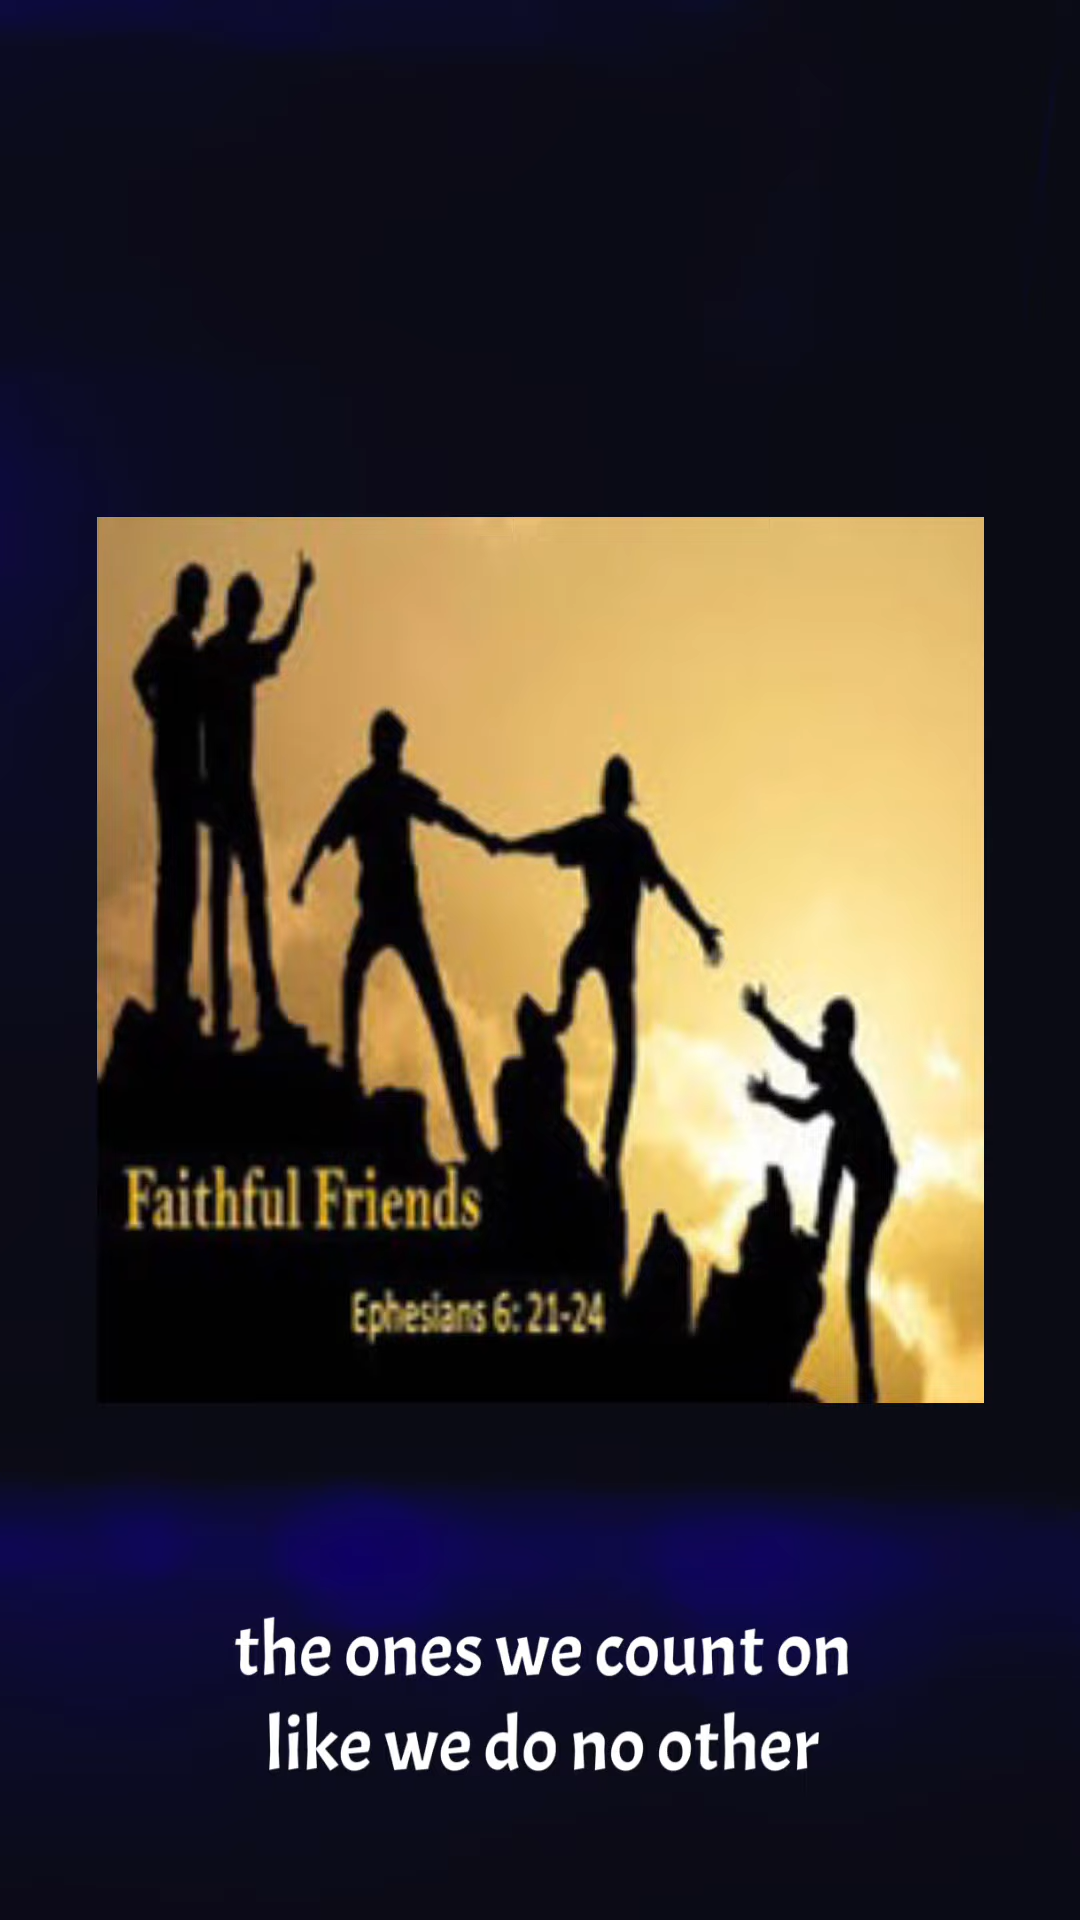 Faithful Friends
Ephesians 6: 21-24
the ones we count on
like we do no other